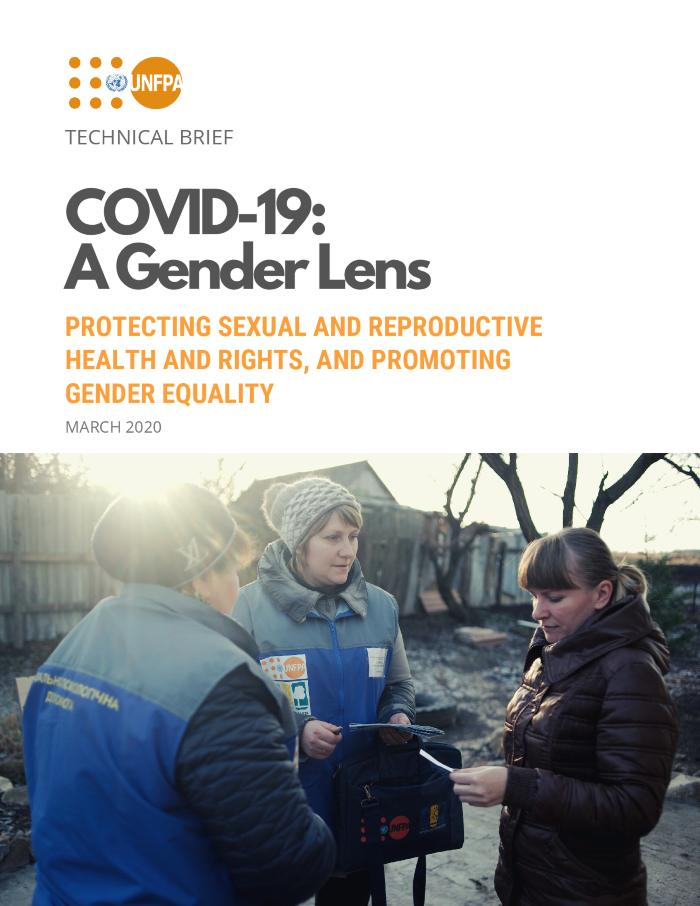 UNFPA
TECHNICAL BRIEF
COVID-19:
A Gender Lens
PROTECTING SEXUAL AND REPRODUCTIVE
HEALTH AND RIGHTS, AND PROMOTING
GENDER EQUALITY
MARCH 2020
UNFPA
UNFPA